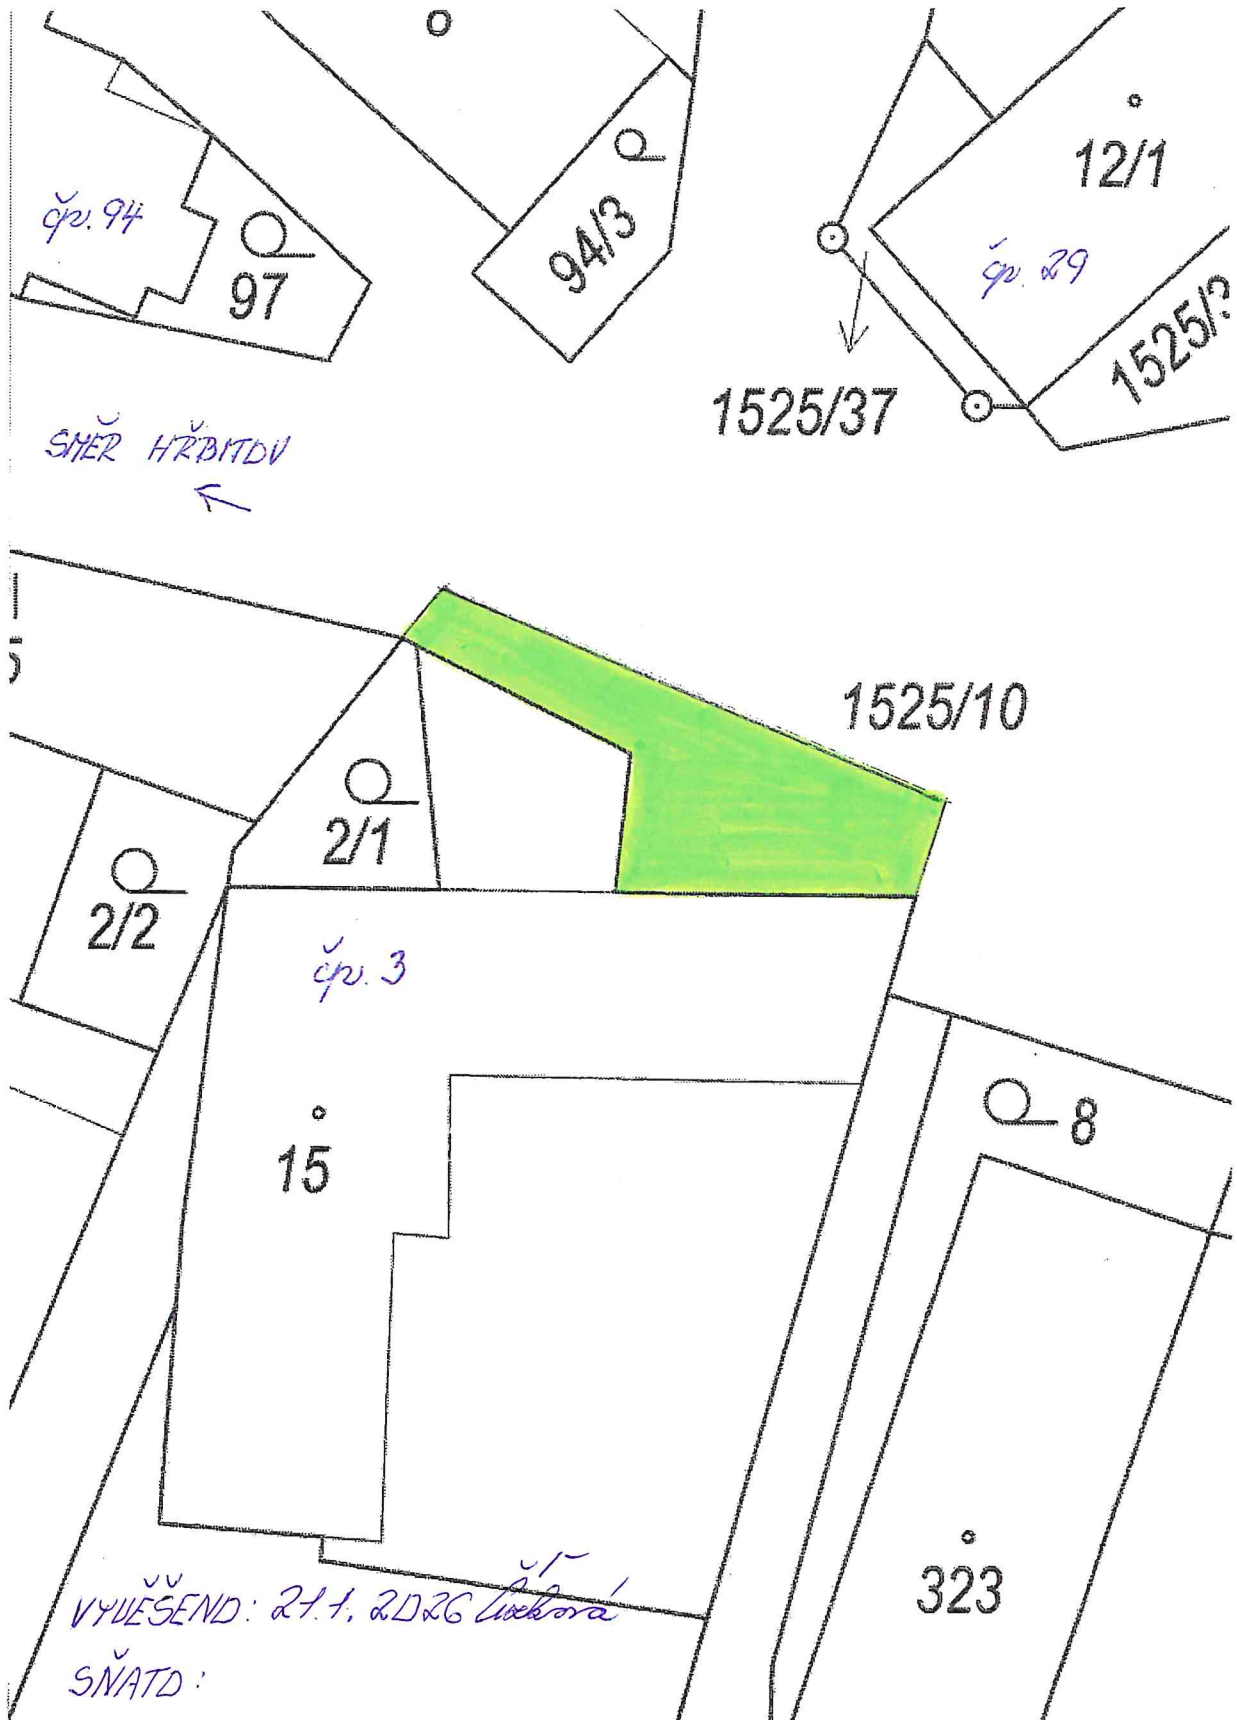 12/1
čp. 94
97
94/3
čp. 29
1525/3
1525/37
SMĚR HŘBITOV
5
1525/10
2/1
2/2
čp. 3
8
15
323
VYVĚŠENO: 21.1. 2026
SŇATO: